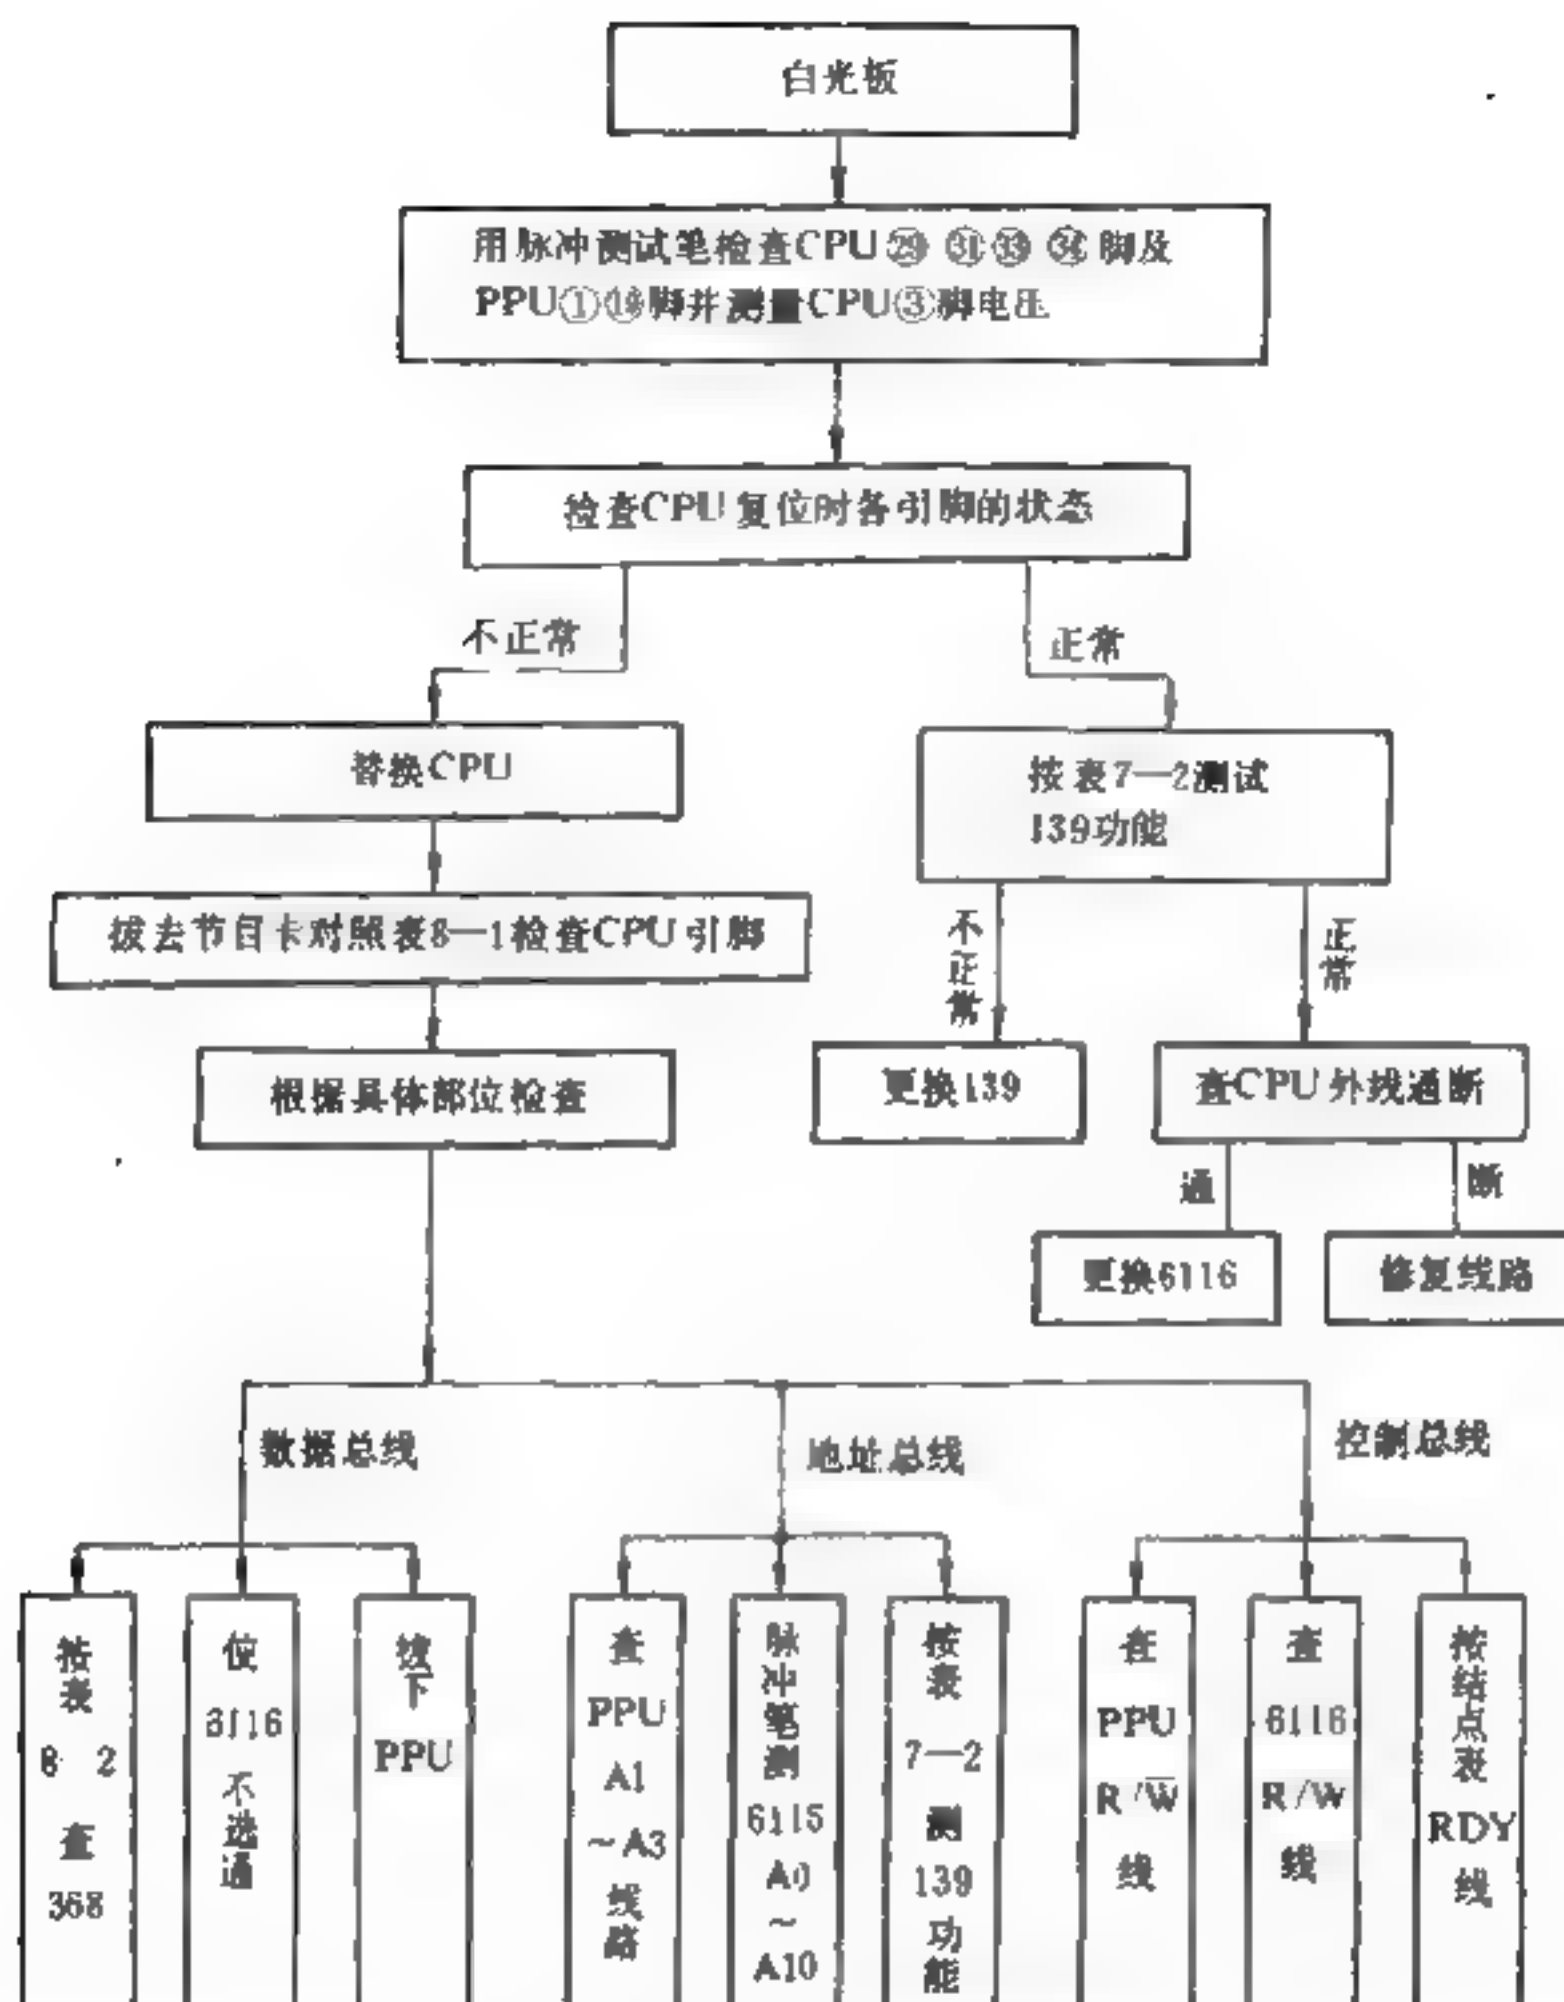 白光板
用脉冲测试笔检查CPU㉙ ㉛㉝ ㉞脚及
PPU①⑱脚并测量CPU③脚电压
检查CPU复位时各引脚的状态
不正常
正常
替换CPU
按表7—2测试
139功能
拔去节目卡对照表8—1检查CPU引脚
不正常
正常
根据具体部位检查
更换139
查CPU外线通断
通
断
更换6116
修复线路
数据总线
地址总线
控制总线
按表
8 2
查
368
使
6116
不选通
下
PPU
查
PPU
A1
~A3
线路
脉冲笔测
6115
A0
~
A10
按表
7—2
测
139
功能
查
PPU
R/W̅
线
查
6116
R/W
线
按结点表
RDY
线